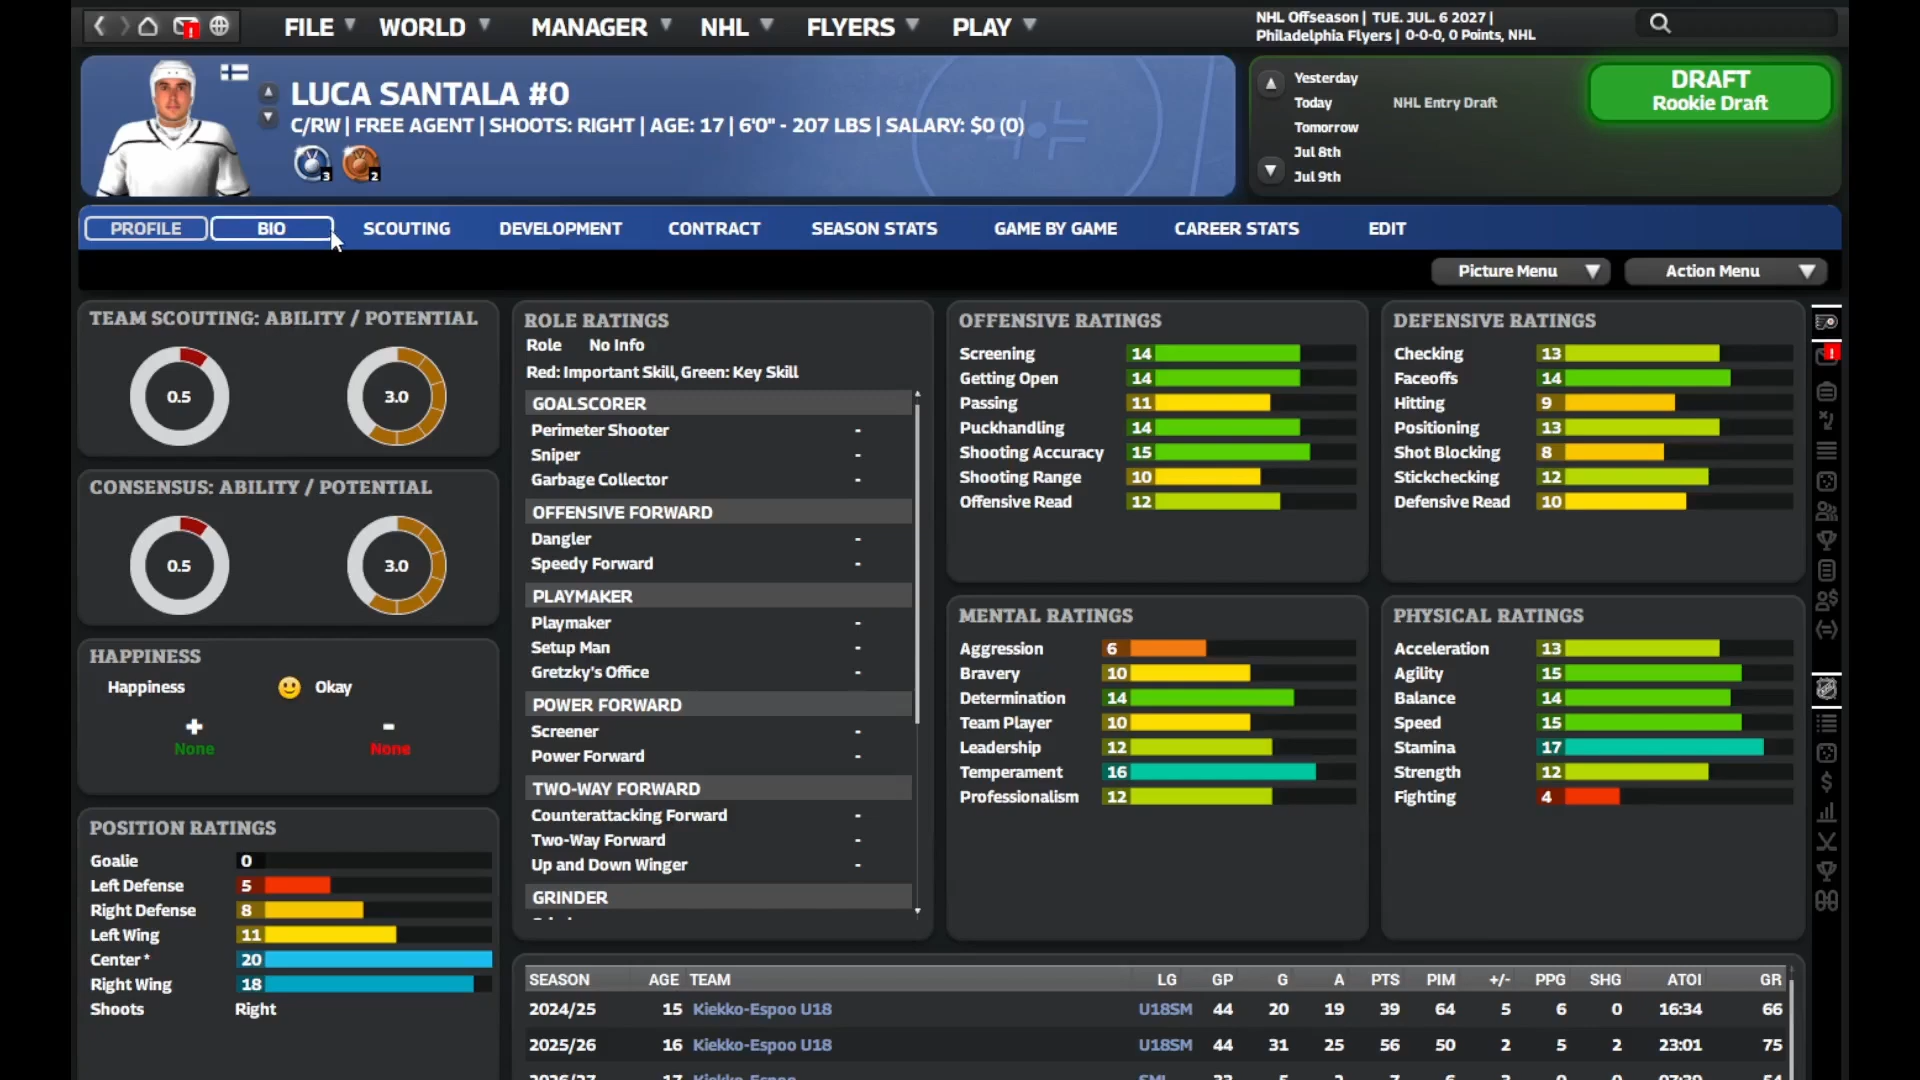 FILE WORLD MANAGER NHL FLYERS PLAY
NHL Offseason | TUE. JUL. 6 2027 |
Philadelphia Flyers | 0-0-0, 0 Points, NHL
LUCA SANTALA #0
C/RW | FREE AGENT | SHOOTS: RIGHT | AGE: 17 | 6'0" - 207 LBS | SALARY: $0 (0)
3 2
Yesterday
Today NHL Entry Draft
Tomorrow
Jul 8th
Jul 9th
DRAFT
Rookie Draft
PROFILE BIO SCOUTING DEVELOPMENT CONTRACT SEASON STATS GAME BY GAME CAREER STATS EDIT
Picture Menu Action Menu
TEAM SCOUTING: ABILITY / POTENTIAL
0.5 3.0
CONSENSUS: ABILITY / POTENTIAL
0.5 3.0
HAPPINESS
Happiness Okay
+ -
None None
POSITION RATINGS
Goalie 0
Left Defense 5
Right Defense 8
Left Wing 11
Center * 20
Right Wing 18
Shoots Right
ROLE RATINGS
Role No Info
Red: Important Skill, Green: Key Skill
GOALSCORER
Perimeter Shooter -
Sniper -
Garbage Collector -
OFFENSIVE FORWARD
Dangler -
Speedy Forward -
PLAYMAKER
Playmaker -
Setup Man -
Gretzky's Office -
POWER FORWARD
Screener -
Power Forward -
TWO-WAY FORWARD
Counterattacking Forward -
Two-Way Forward -
Up and Down Winger -
GRINDER
OFFENSIVE RATINGS
Screening 14
Getting Open 14
Passing 11
Puckhandling 14
Shooting Accuracy 15
Shooting Range 10
Offensive Read 12
DEFENSIVE RATINGS
Checking 13
Faceoffs 14
Hitting 9
Positioning 13
Shot Blocking 8
Stickchecking 12
Defensive Read 10
MENTAL RATINGS
Aggression 6
Bravery 10
Determination 14
Team Player 10
Leadership 12
Temperament 16
Professionalism 12
PHYSICAL RATINGS
Acceleration 13
Agility 15
Balance 14
Speed 15
Stamina 17
Strength 12
Fighting 4
SEASON AGE TEAM LG GP G A PTS PIM +/- PPG SHG ATOI GR
2024/25 15 Kiekko-Espoo U18 U18SM 44 20 19 39 64 5 6 0 16:34 66
2025/26 16 Kiekko-Espoo U18 U18SM 44 31 25 56 50 2 5 2 23:01 75